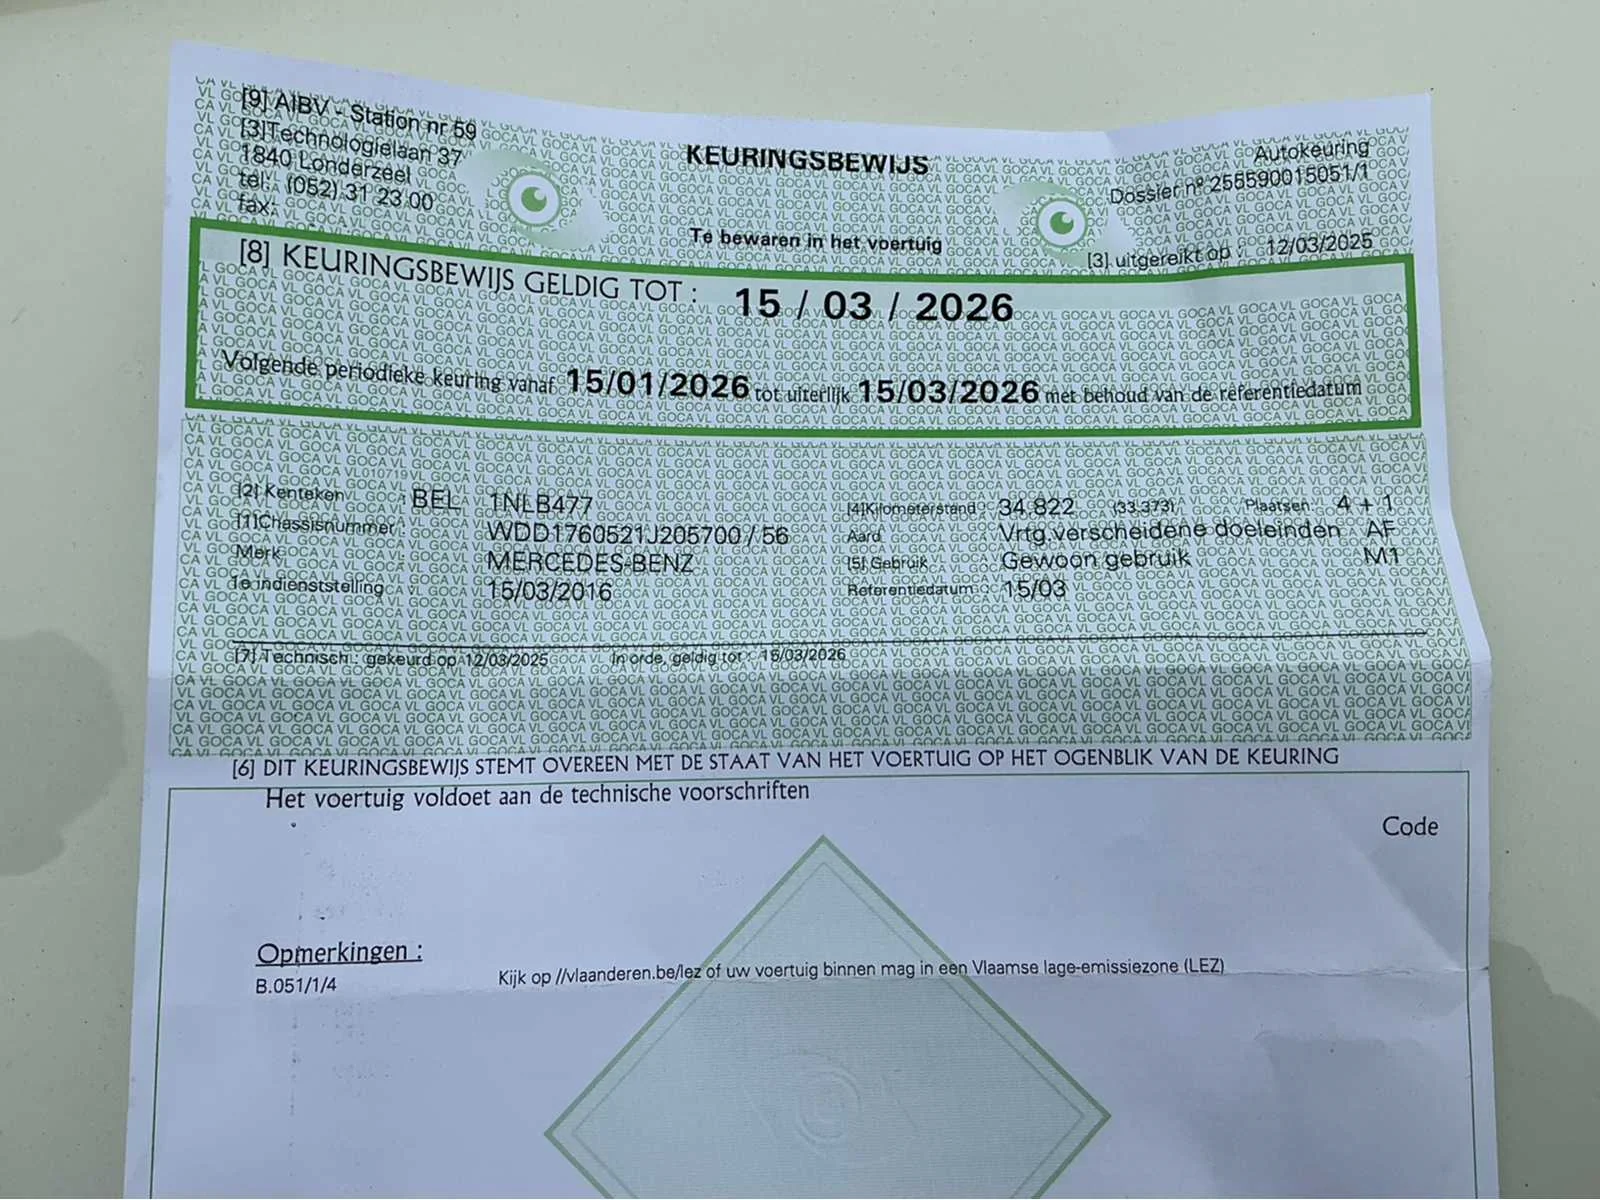 [9] AIBV - Station nr 59
[3]Technologielaan 37
1840 Londerzeel
tel: (052) 31 23 00
fax:
KEURINGSBEWIJS
Te bewaren in het voertuig
Autokeuring
Dossier nº 256590015051/1
[3] uitgereikt op : 12/03/2025
[8] KEURINGSBEWIJS GELDIG TOT : 15 / 03 / 2026
Volgende periodieke keuring vanaf 15/01/2026 tot uiterlijk 15/03/2026 met behoud van de referentiedatum
[2] Kenteken : BEL 1NLB477 [4]Kilometerstand : 34.822 (33.373) Plaatsen: 4 + 1
[1]Chassisnummer : WDD1760521J205700 / 56 Aard Vrtg.verscheidene doeleinden AF
Merk MERCEDES-BENZ [5] Gebruik Gewoon gebruik M1
1e indienststelling 15/03/2016 Referentiedatum : 15/03
[7] Technisch : gekeurd op 12/03/2025 In orde, geldig tot : 15/03/2026
GOCA VL
[6] DIT KEURINGSBEWIJS STEMT OVEREEN MET DE STAAT VAN HET VOERTUIG OP HET OGENBLIK VAN DE KEURING
Het voertuig voldoet aan de technische voorschriften
Code
Opmerkingen :
B.051/1/4 Kijk op //vlaanderen.be/lez of uw voertuig binnen mag in een Vlaamse lage-emissiezone (LEZ)